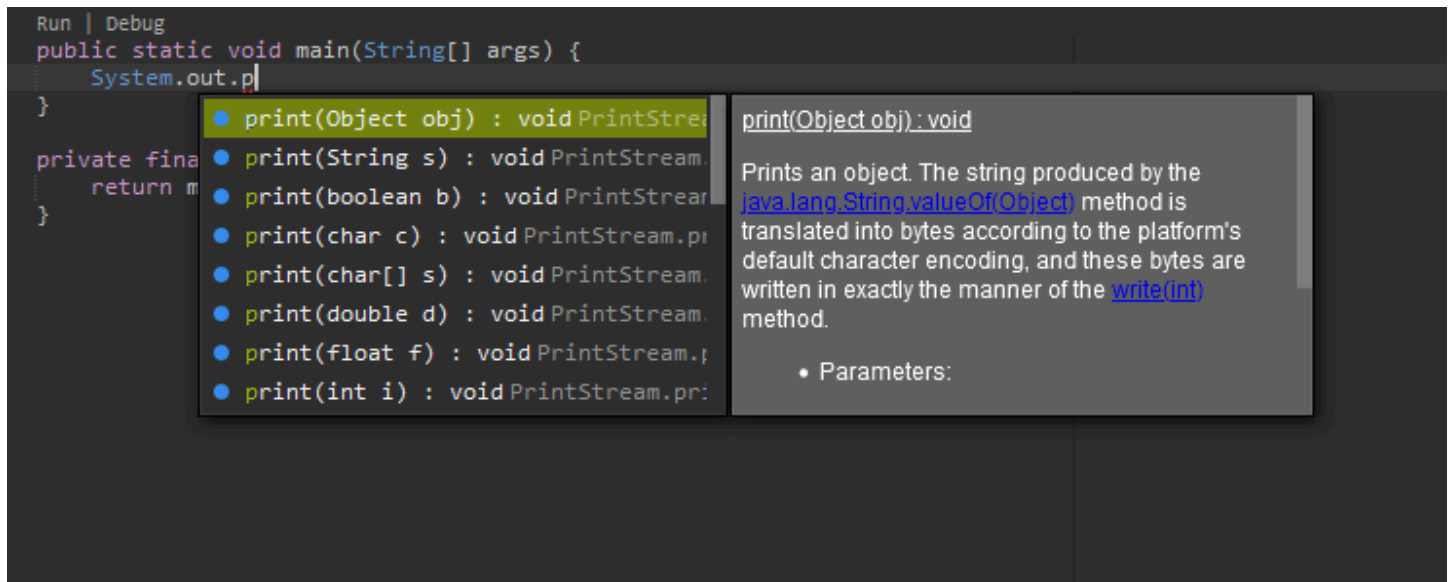 Run | Debug
public static void main(String[] args) {
System.out.p
}
private fina
return m
}
print(Object obj) : void PrintStrea
print(String s) : void PrintStream.
print(boolean b) : void PrintStream
print(char c) : void PrintStream.pr
print(char[] s) : void PrintStream.
print(double d) : void PrintStream.
print(float f) : void PrintStream.p
print(int i) : void PrintStream.pri
print(Object obj) : void
Prints an object. The string produced by the
java.lang.String.valueOf(Object) method is
translated into bytes according to the platform's
default character encoding, and these bytes are
written in exactly the manner of the write(int)
method.
• Parameters: